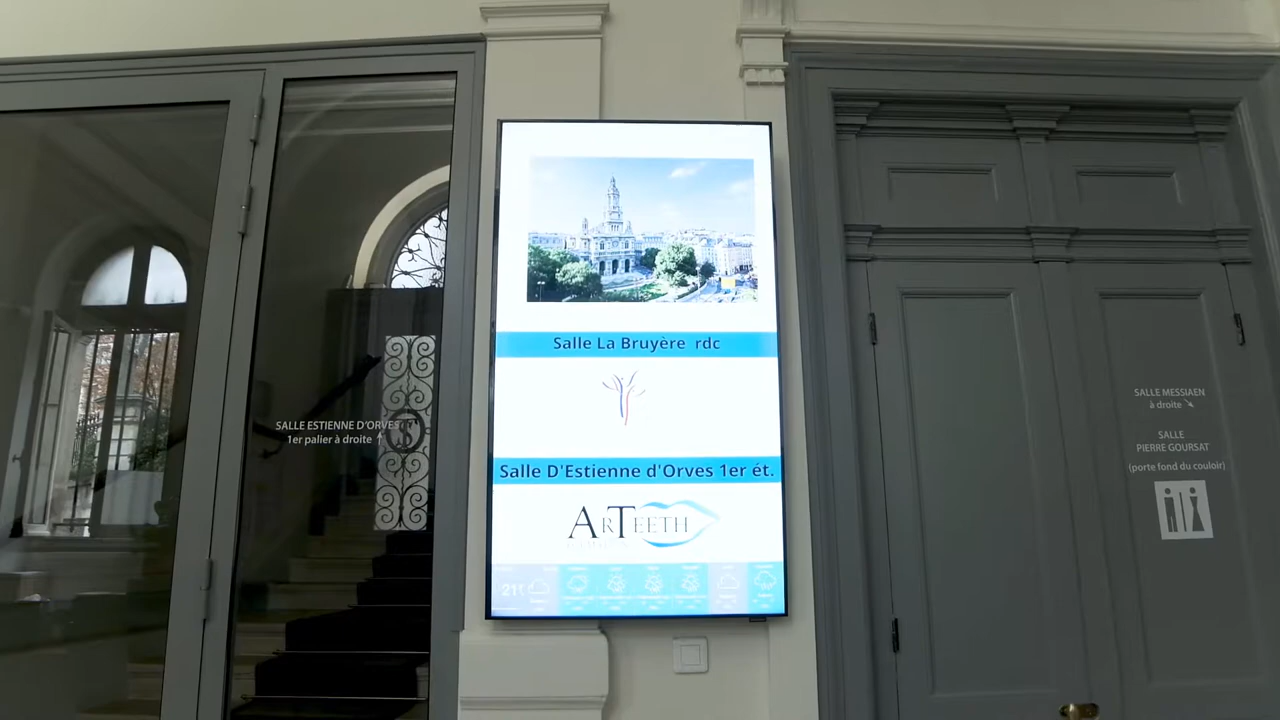 SALLE ESTIENNE D'ORVES
1er palier à droite ↑
Salle La Bruyère rdc
Salle D'Estienne d'Orves 1er ét.
ARTEETH
21°
SALLE MESSIAEN
à droite ↘
SALLE
PIERRE GOURSAT
(porte fond du couloir)